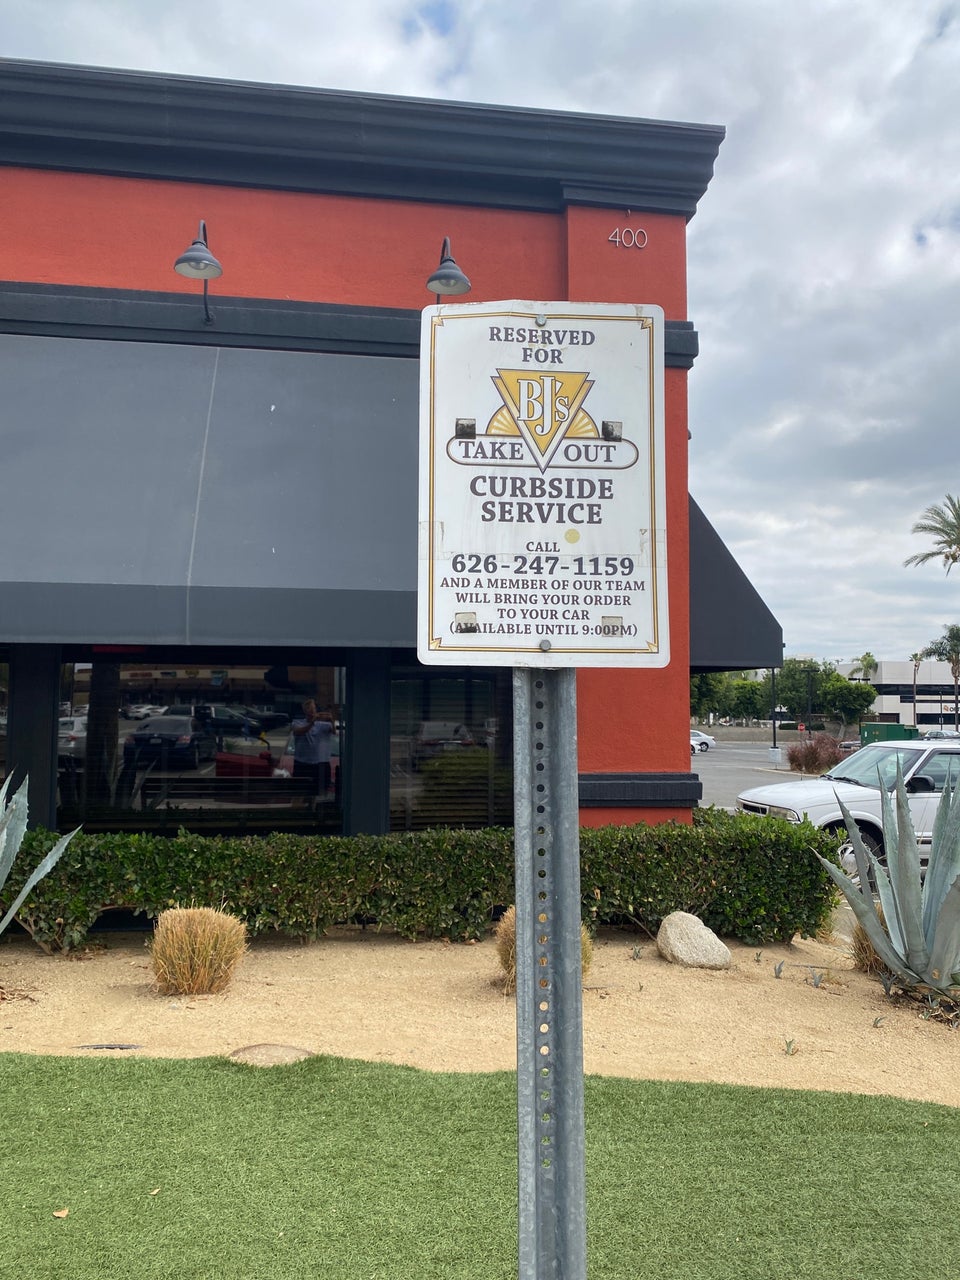 400
RESERVED
FOR
BJ's
TAKE OUT
CURBSIDE
SERVICE
CALL
626-247-1159
AND A MEMBER OF OUR TEAM
WILL BRING YOUR ORDER
TO YOUR CAR
(AVAILABLE UNTIL 9:00PM)